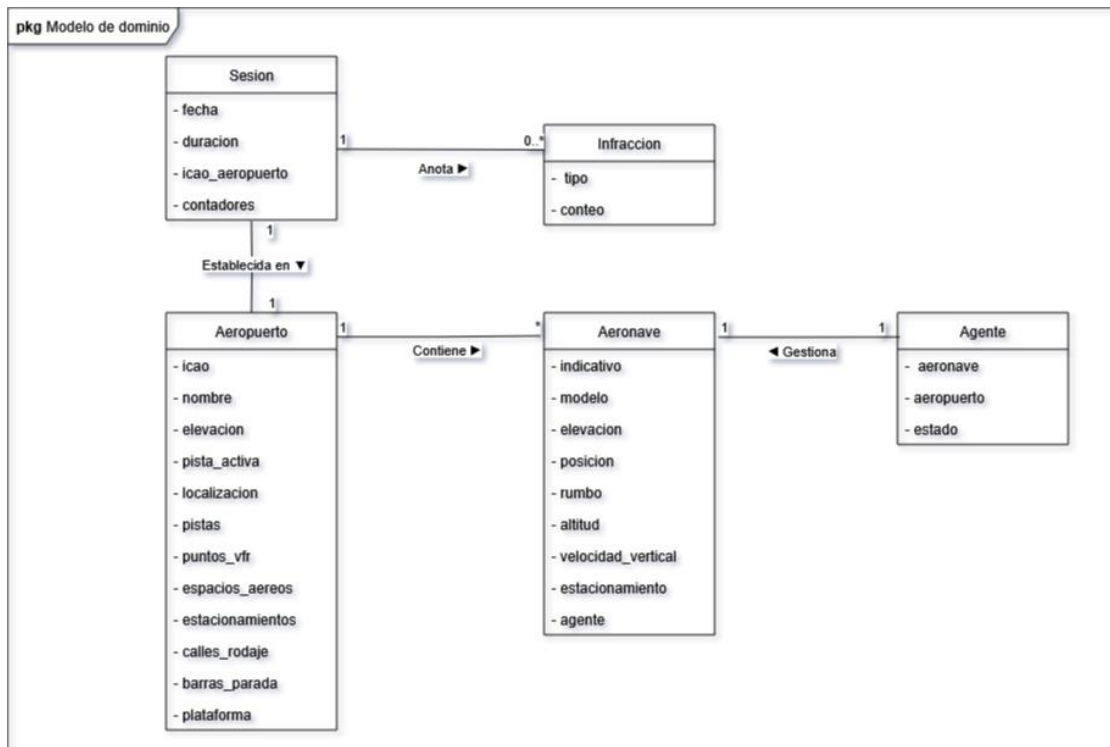 pkg Modelo de dominio
Sesion
- fecha
- duracion
- icao_aeropuerto
- contadores
1
0..*
Anota ►
Infraccion
- tipo
- conteo
1
Establecida en ▼
1
Aeropuerto
- icao
- nombre
- elevacion
- pista_activa
- localizacion
- pistas
- puntos_vfr
- espacios_aereos
- estacionamientos
- calles_rodaje
- barras_parada
- plataforma
1
*
Contiene ►
Aeronave
- indicativo
- modelo
- elevacion
- posicion
- rumbo
- altitud
- velocidad_vertical
- estacionamiento
- agente
1
1
◄ Gestiona
Agente
- aeronave
- aeropuerto
- estado